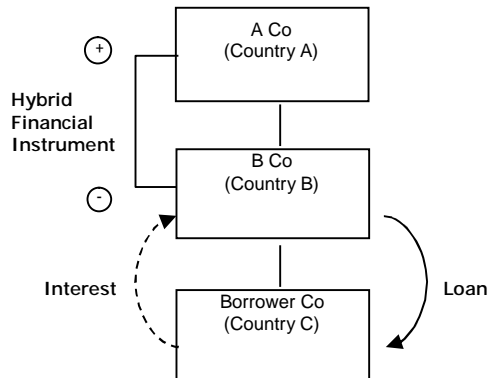 A Co
(Country A)
+
Hybrid
Financial
Instrument
B Co
(Country B)
-
Interest
Loan
Borrower Co
(Country C)